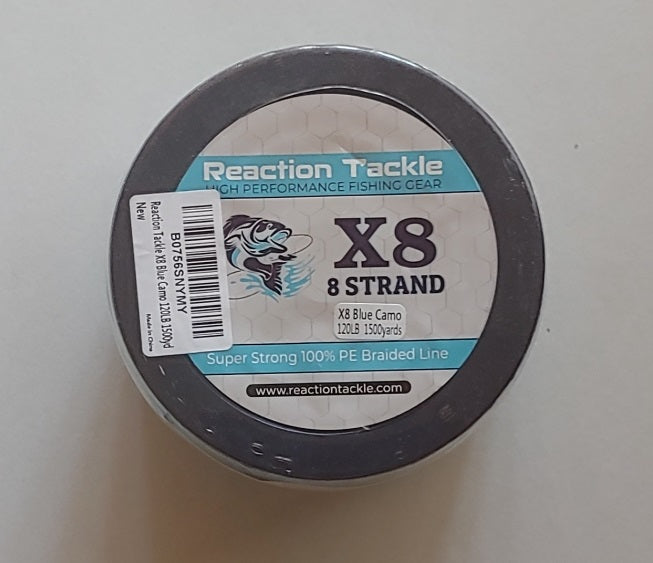 Reaction Tackle
HIGH PERFORMANCE FISHING GEAR
X8
8 STRAND
X8 Blue Camo
120LB 1500yards
Super Strong 100% PE Braided Line
www.reactiontackle.com
B0756SNYMY
Reaction Tackle X8 Blue Camo 120LB 1500yd
New
Made in China